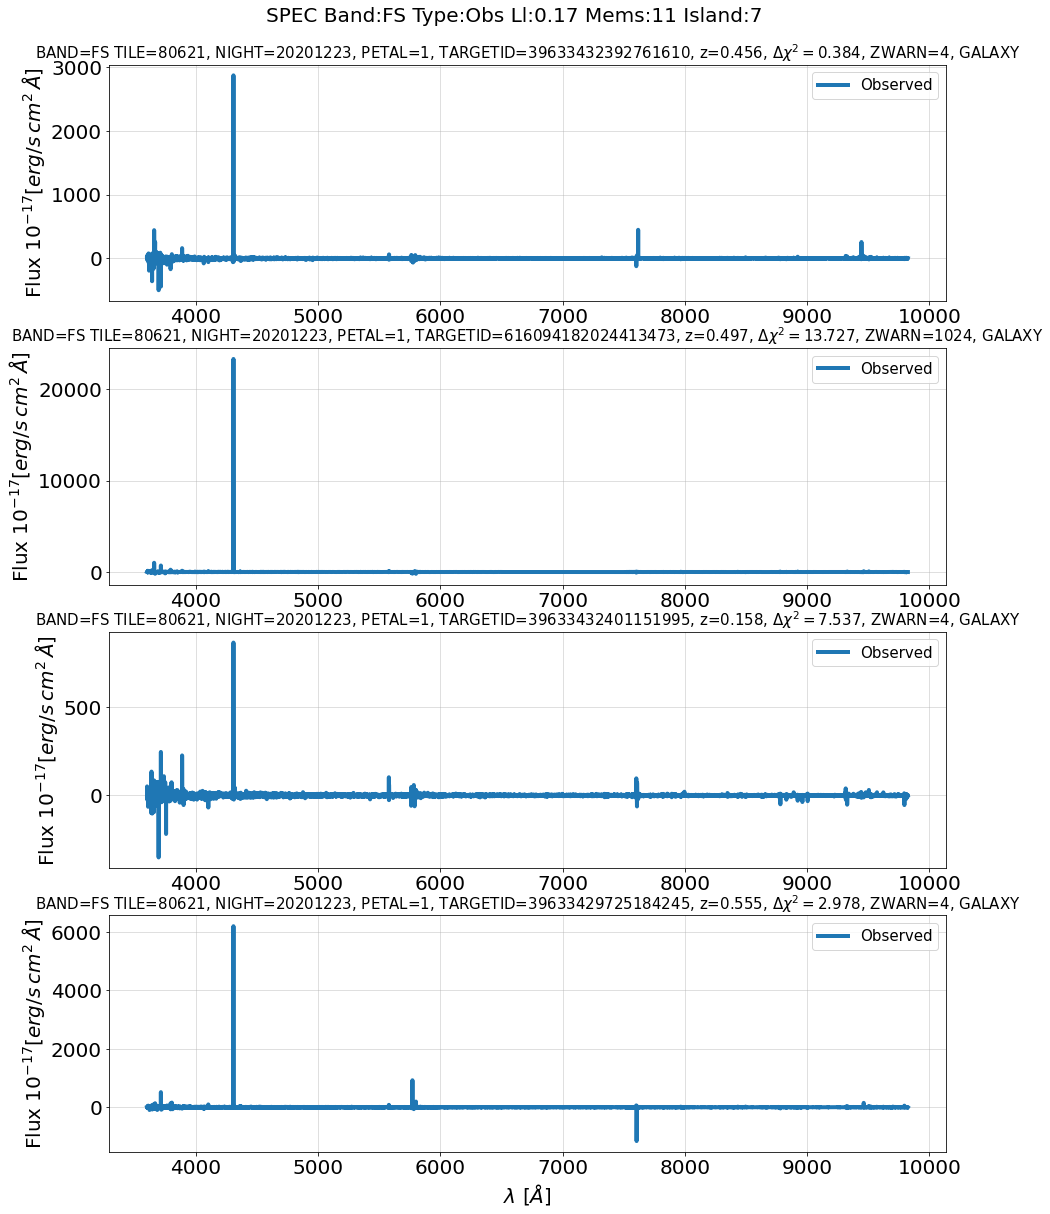 SPEC Band:FS Type:Obs Ll:0.17 Mems:11 Island:7
BAND=FS TILE=80621, NIGHT=20201223, PETAL=1, TARGETID=39633432392761610, z=0.456, Δχ² = 0.384, ZWARN=4, GALAXY
Flux 10⁻¹⁷[erg/s cm² Å]
3000
2000
1000
0
Observed
4000 5000 6000 7000 8000 9000 10000
BAND=FS TILE=80621, NIGHT=20201223, PETAL=1, TARGETID=616094182024413473, z=0.497, Δχ² = 13.727, ZWARN=1024, GALAXY
Flux 10⁻¹⁷[erg/s cm² Å]
20000
10000
0
Observed
4000 5000 6000 7000 8000 9000 10000
BAND=FS TILE=80621, NIGHT=20201223, PETAL=1, TARGETID=39633432401151995, z=0.158, Δχ² = 7.537, ZWARN=4, GALAXY
Flux 10⁻¹⁷[erg/s cm² Å]
500
0
Observed
4000 5000 6000 7000 8000 9000 10000
BAND=FS TILE=80621, NIGHT=20201223, PETAL=1, TARGETID=39633429725184245, z=0.555, Δχ² = 2.978, ZWARN=4, GALAXY
Flux 10⁻¹⁷[erg/s cm² Å]
6000
4000
2000
0
Observed
4000 5000 6000 7000 8000 9000 10000
λ [Å]